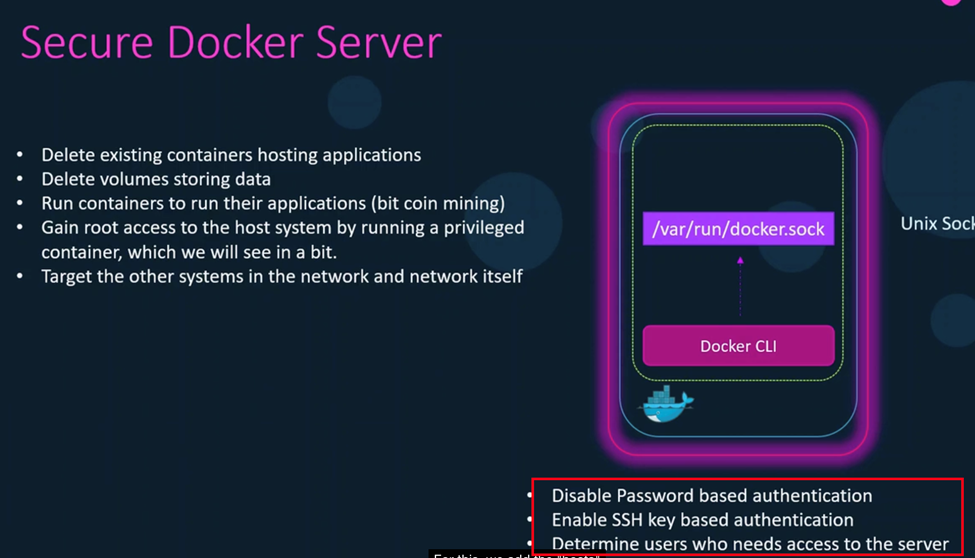 Secure Docker Server
• Delete existing containers hosting applications
• Delete volumes storing data
• Run containers to run their applications (bit coin mining)
• Gain root access to the host system by running a privileged
container, which we will see in a bit.
• Target the other systems in the network and network itself
/var/run/docker.sock
Unix Sock
Docker CLI
• Disable Password based authentication
• Enable SSH key based authentication
• Determine users who needs access to the server
For this, we add the "hosts"